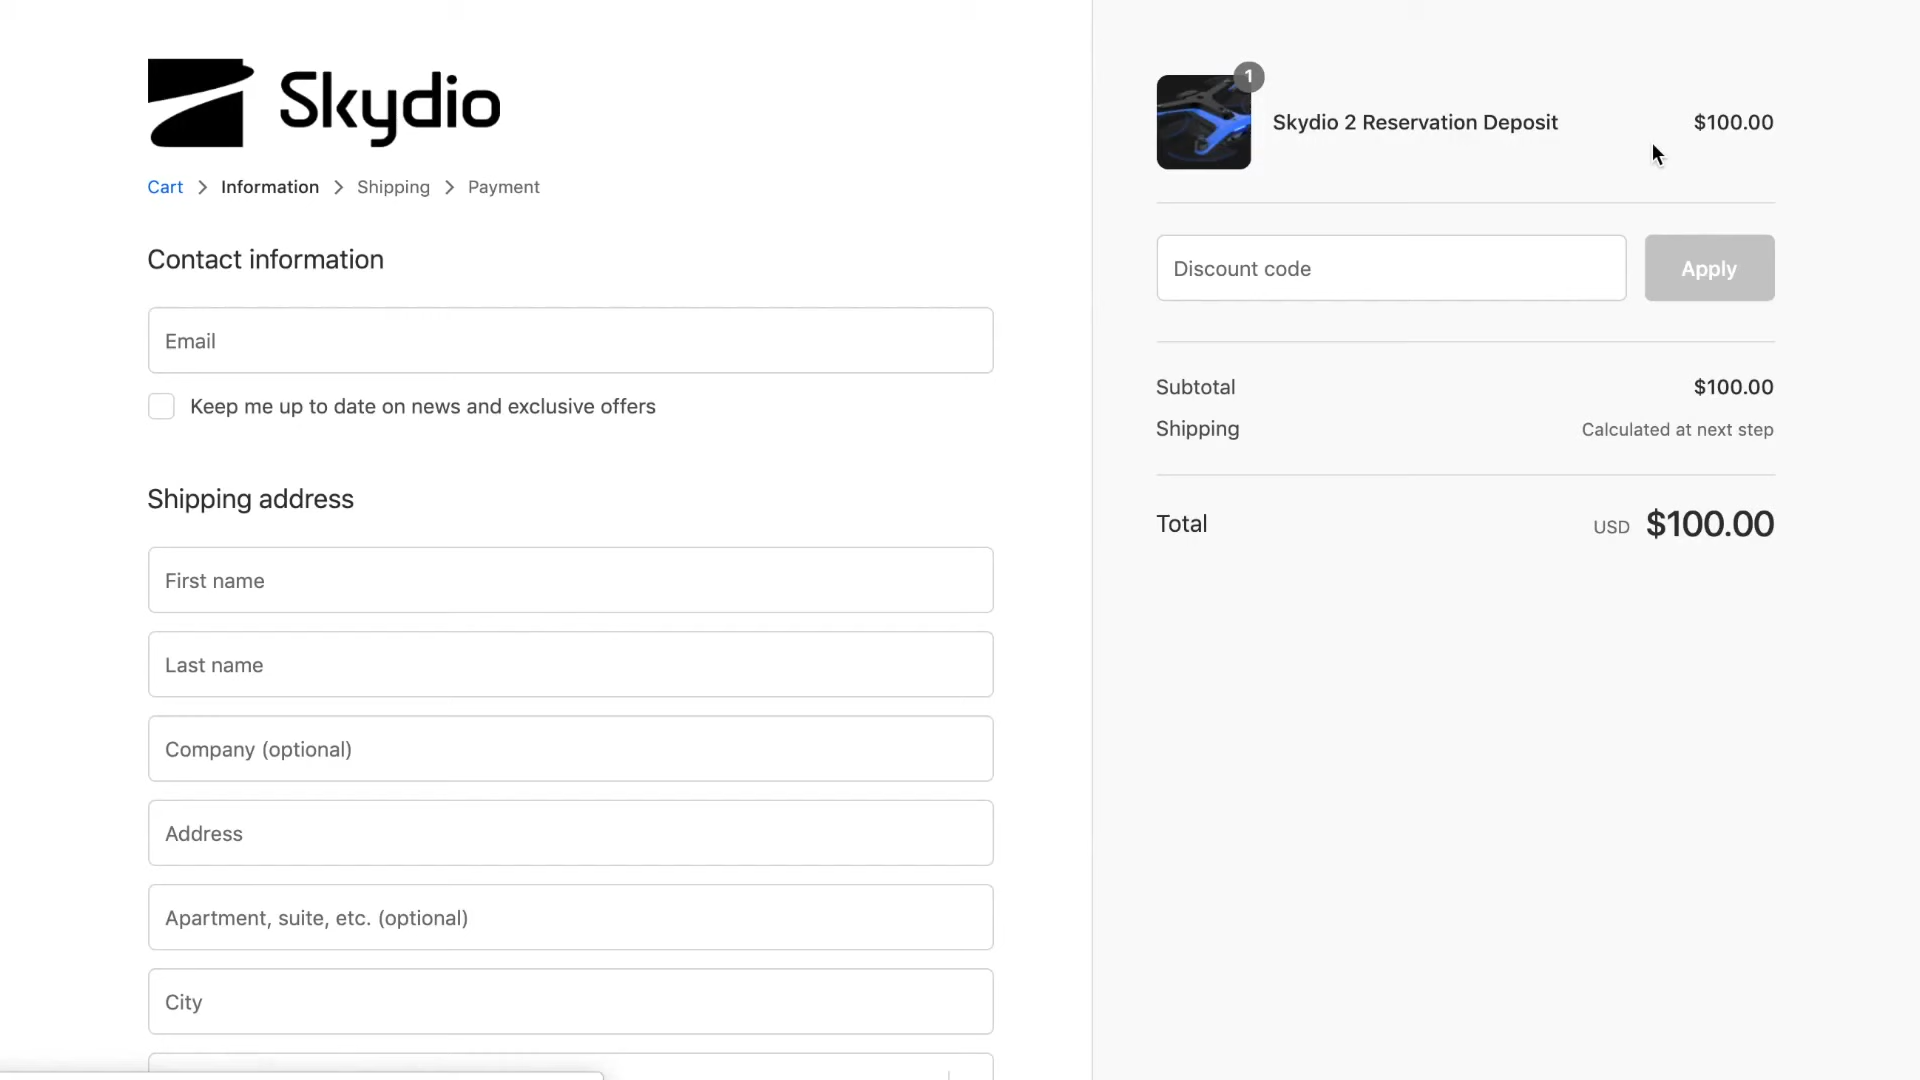 Skydio
Cart > Information > Shipping > Payment
Contact information
Email
Keep me up to date on news and exclusive offers
Shipping address
First name
Last name
Company (optional)
Address
Apartment, suite, etc. (optional)
City
1
Skydio 2 Reservation Deposit $100.00
Discount code Apply
Subtotal $100.00
Shipping Calculated at next step
Total USD $100.00